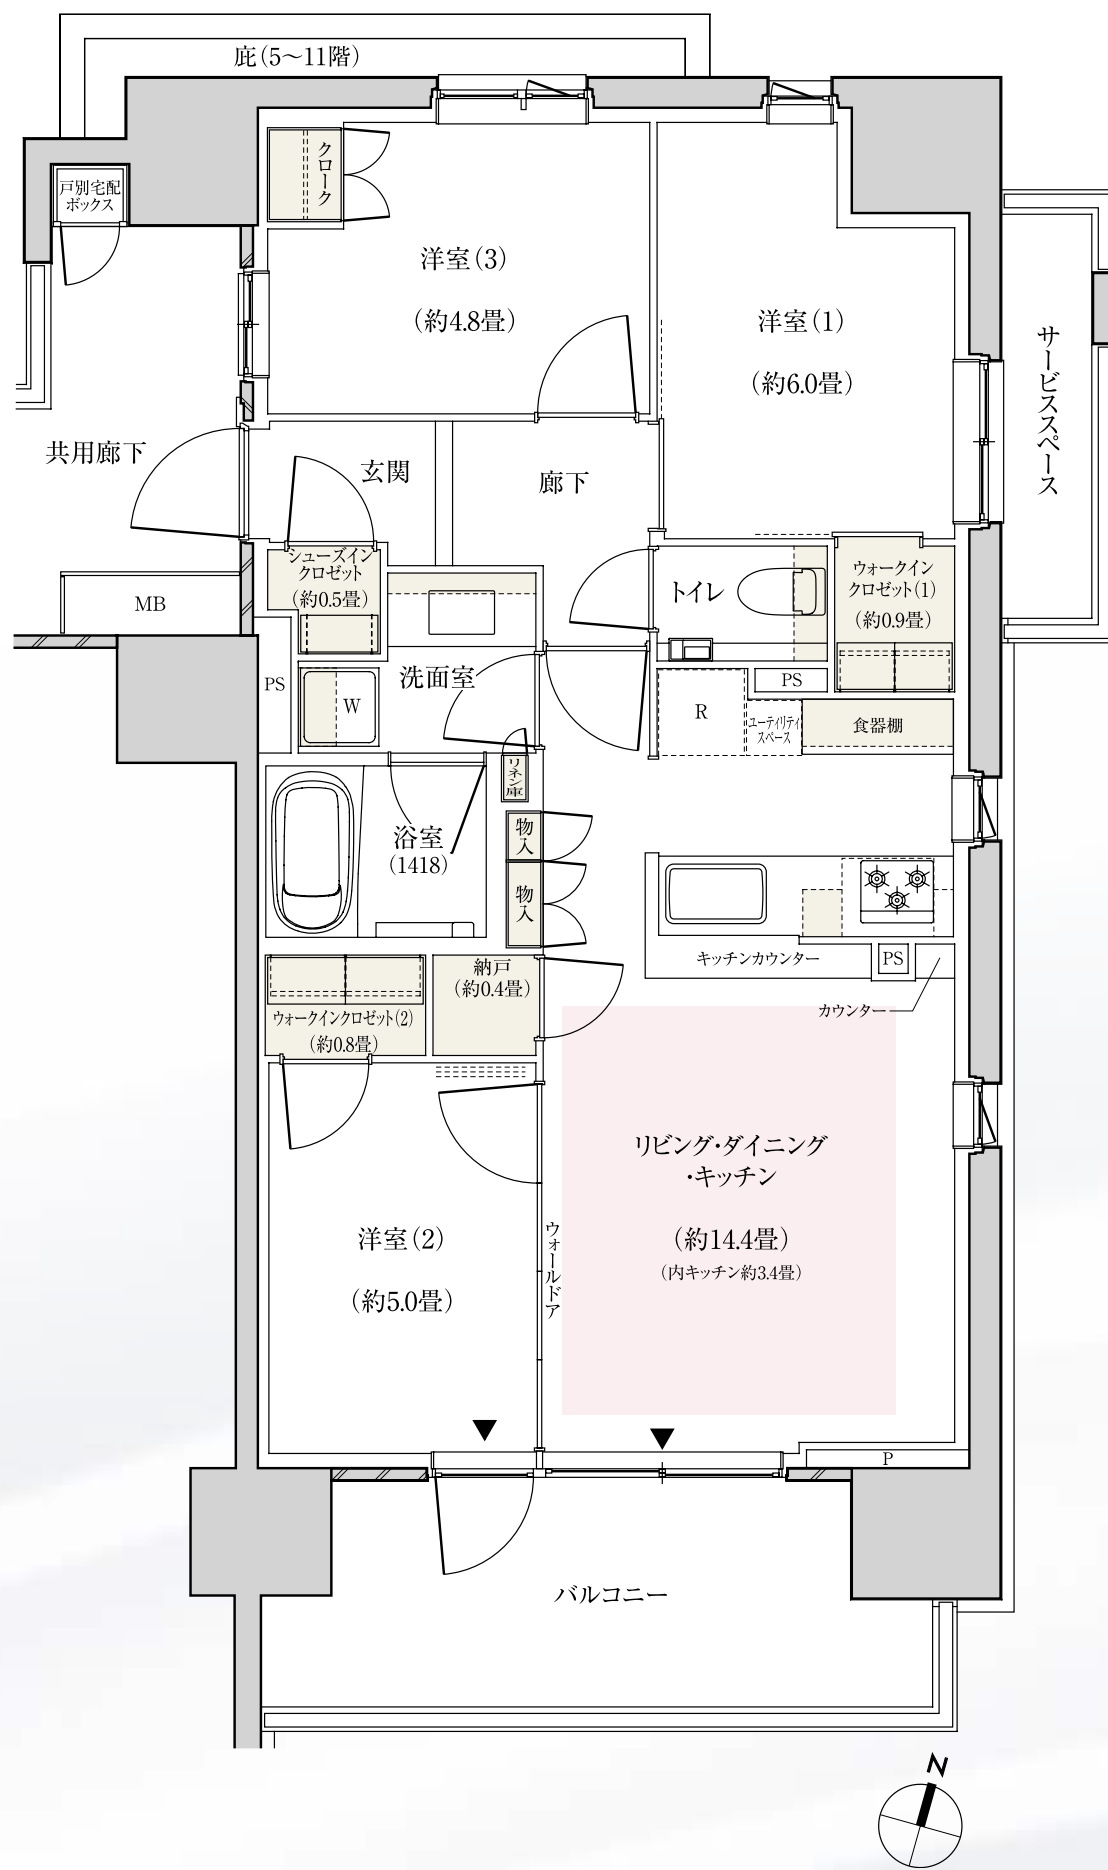 庇(5〜11階)
戸別宅配
ボックス
クローク
洋室(3)
(約4.8畳)
洋室(1)
(約6.0畳)
サービススペース
共用廊下
玄関
廊下
シューズイン
クロゼット
(約0.5畳)
トイレ
ウォークイン
クロゼット(1)
(約0.9畳)
MB
PS
W
洗面室
R
PS
ユーティリティ
スペース
食器棚
リネン庫
浴室
(1418)
物入
物入
キッチンカウンター
PS
カウンター
納戸
(約0.4畳)
ウォークインクロゼット(2)
(約0.8畳)
リビング・ダイニング
・キッチン
(約14.4畳)
(内キッチン約3.4畳)
ウォールドア
洋室(2)
(約5.0畳)
P
バルコニー
N